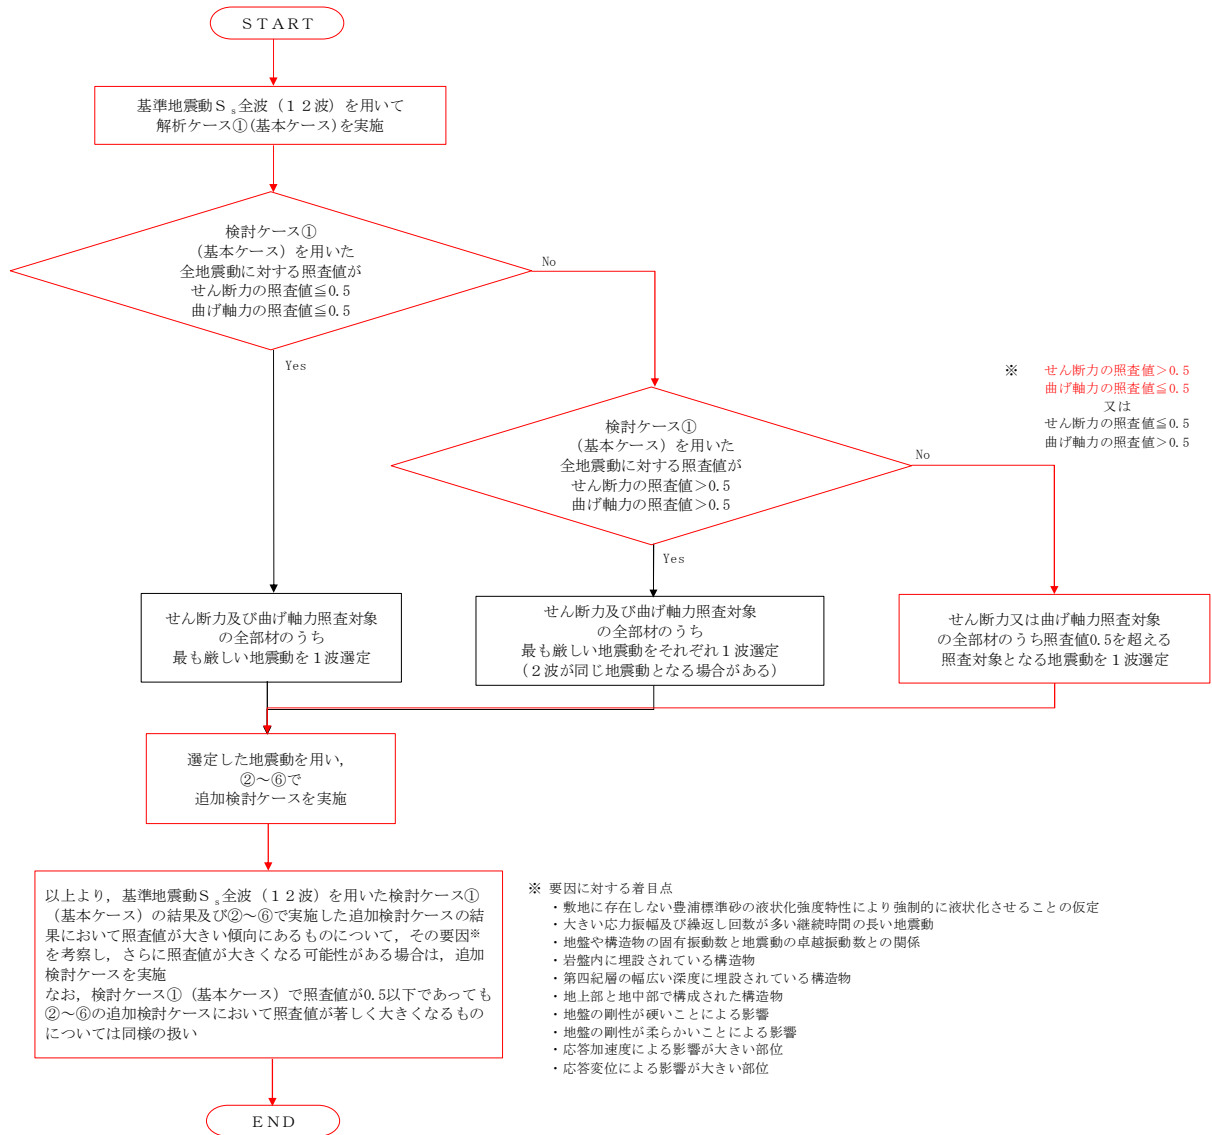 ＳＴＡＲＴ
基準地震動Ｓｓ全波（１２波）を用いて
解析ケース①(基本ケース)を実施
検討ケース①
（基本ケース）を用いた
全地震動に対する照査値が
せん断力の照査値≦0.5
曲げ軸力の照査値≦0.5
No
Yes
※　せん断力の照査値＞0.5
曲げ軸力の照査値≦0.5
又は
せん断力の照査値≦0.5
曲げ軸力の照査値＞0.5
検討ケース①
（基本ケース）を用いた
全地震動に対する照査値が
せん断力の照査値＞0.5
曲げ軸力の照査値＞0.5
No
Yes
せん断力及び曲げ軸力照査対象
の全部材のうち
最も厳しい地震動を１波選定
せん断力及び曲げ軸力照査対象
の全部材のうち
最も厳しい地震動をそれぞれ１波選定
（２波が同じ地震動となる場合がある）
せん断力又は曲げ軸力照査対象
の全部材のうち照査値0.5を超える
照査対象となる地震動を１波選定
選定した地震動を用い，
②～⑥で
追加検討ケースを実施
以上より，基準地震動Ｓｓ全波（１２波）を用いた検討ケース①
（基本ケース）の結果及び②～⑥で実施した追加検討ケースの結
果において照査値が大きい傾向にあるものについて，その要因※
を考察し，さらに照査値が大きくなる可能性がある場合は，追加
検討ケースを実施
なお，検討ケース①（基本ケース）で照査値が0.5以下であっても
②～⑥の追加検討ケースにおいて照査値が著しく大きくなるもの
については同様の扱い
※ 要因に対する着目点
・敷地に存在しない豊浦標準砂の液状化強度特性により強制的に液状化させることの仮定
・大きい応力振幅及び繰返し回数が多い継続時間の長い地震動
・地盤や構造物の固有振動数と地震動の卓越振動数との関係
・岩盤内に埋設されている構造物
・第四紀層の幅広い深度に埋設されている構造物
・地上部と地中部で構成された構造物
・地盤の剛性が硬いことによる影響
・地盤の剛性が柔らかいことによる影響
・応答加速度による影響が大きい部位
・応答変位による影響が大きい部位
ＥＮＤ